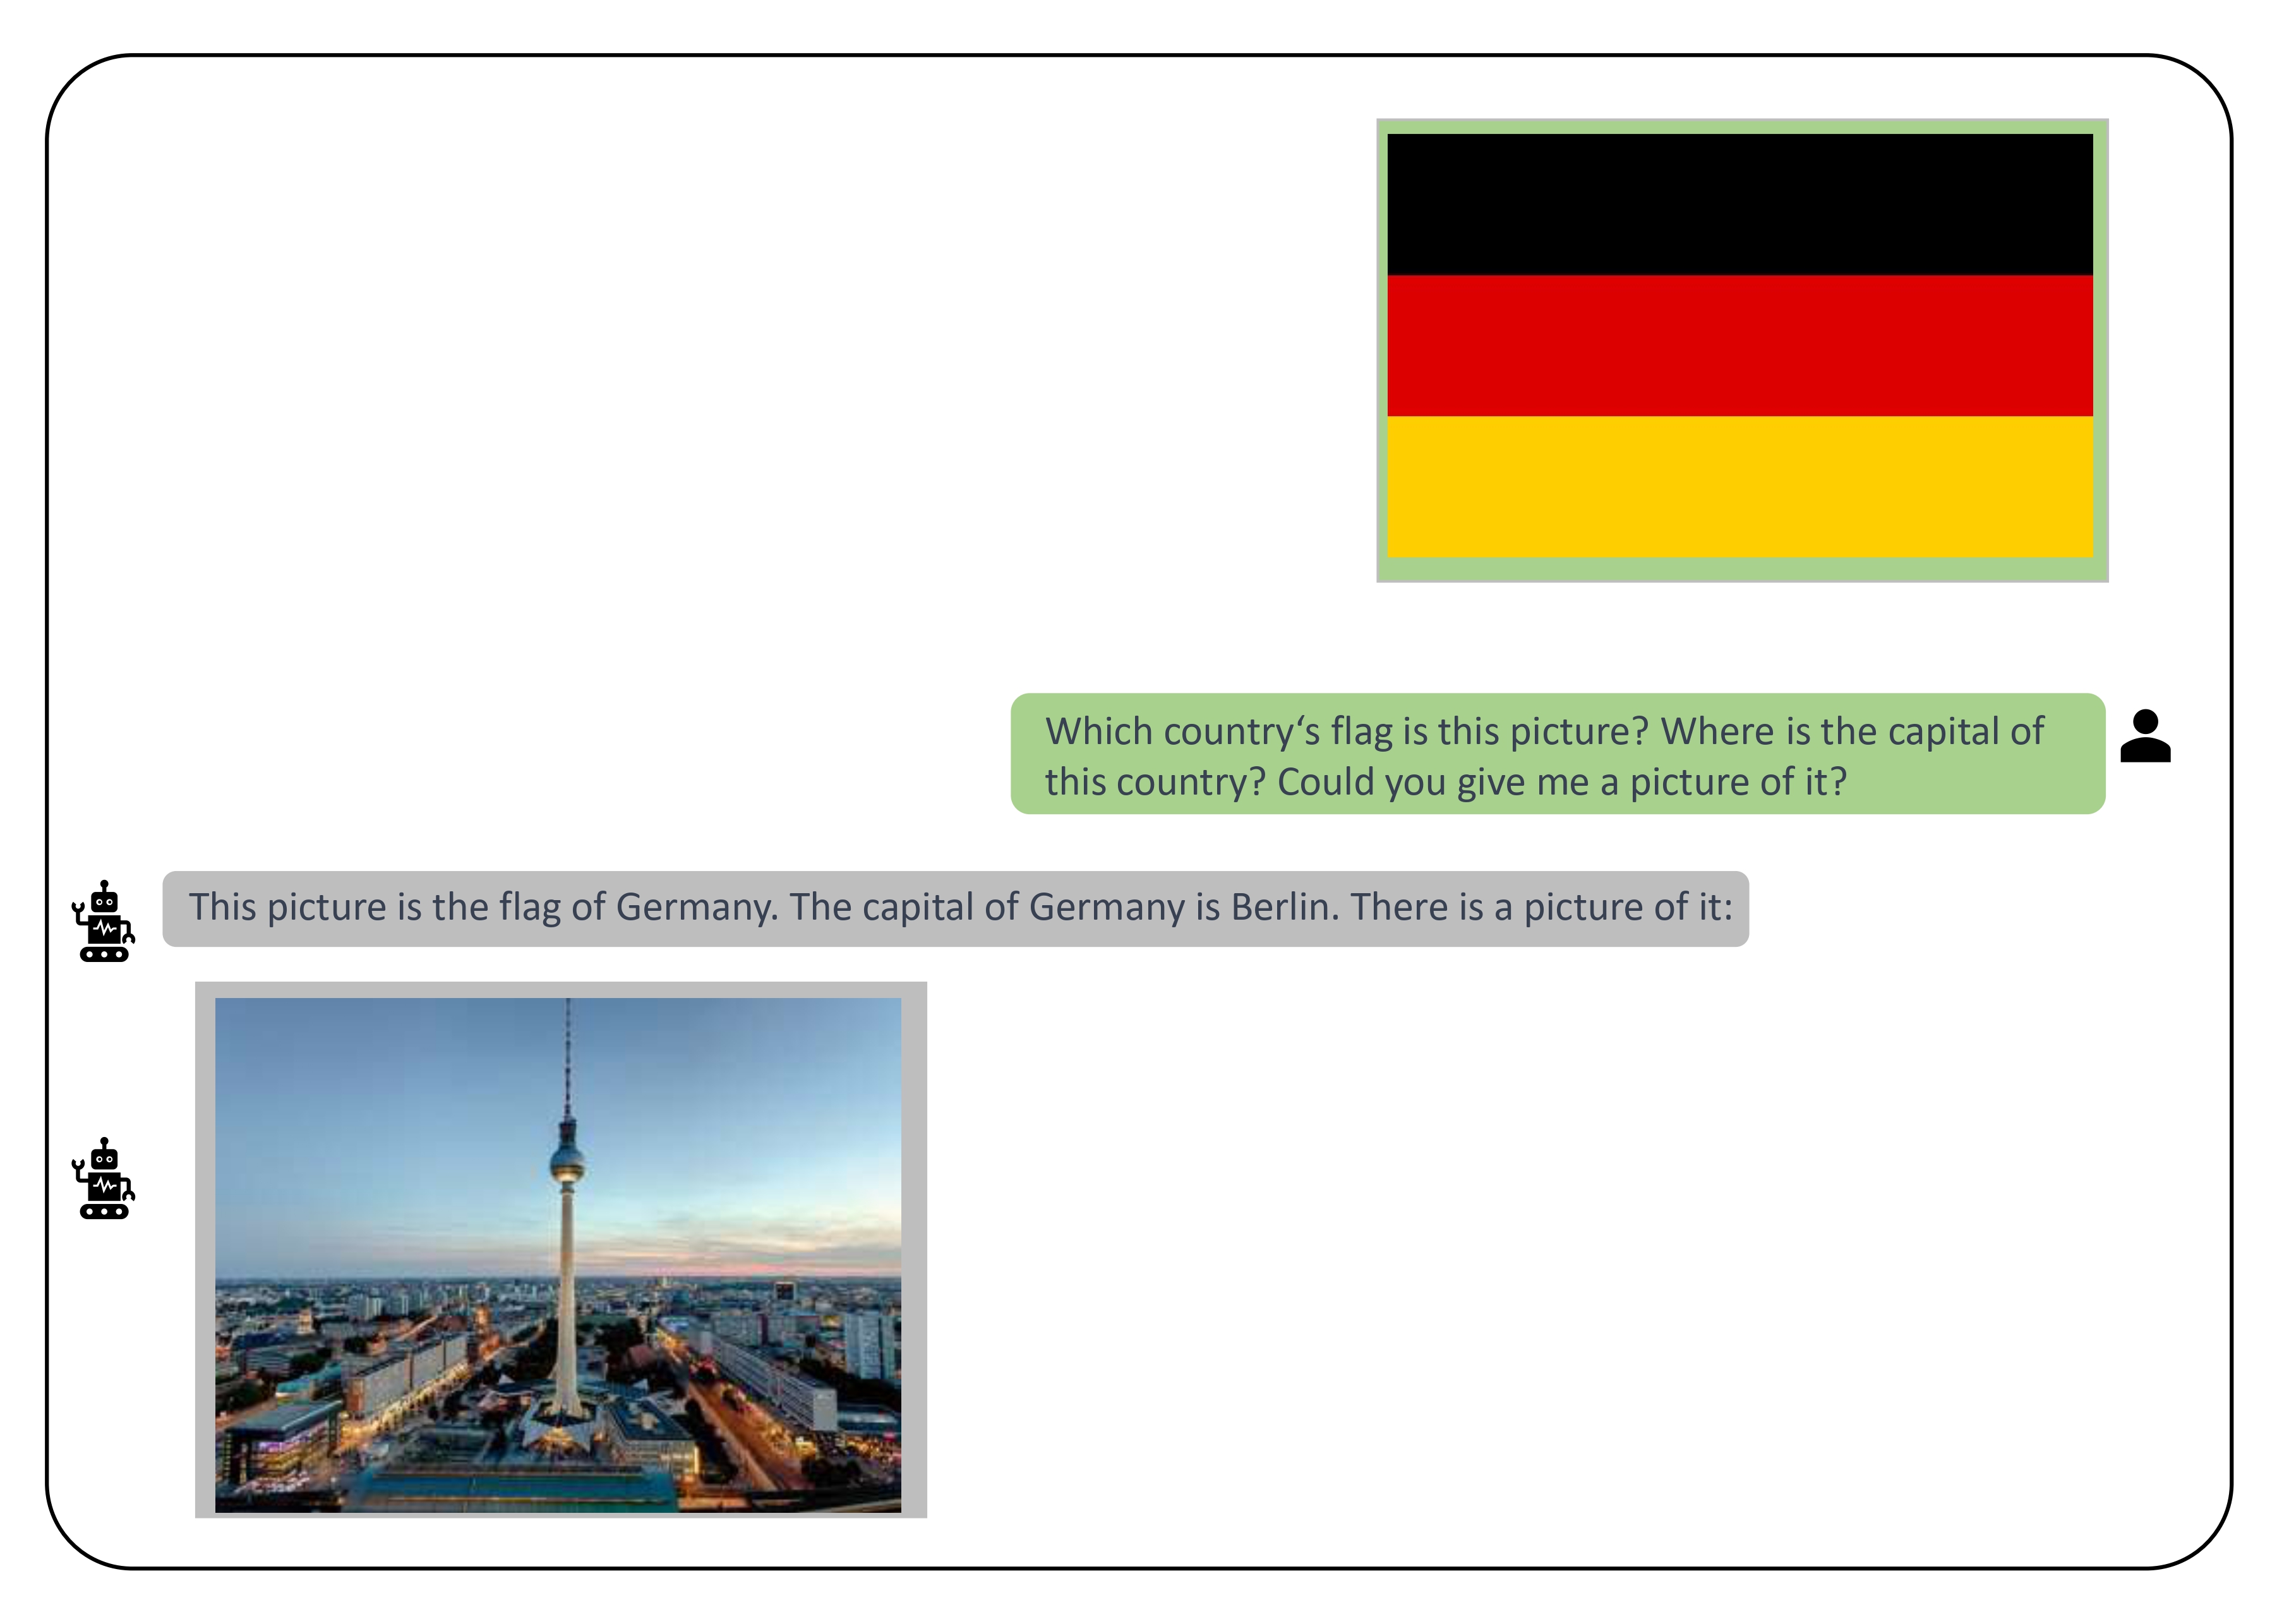 Which country‘s flag is this picture? Where is the capital of
this country? Could you give me a picture of it?
This picture is the flag of Germany. The capital of Germany is Berlin. There is a picture of it: